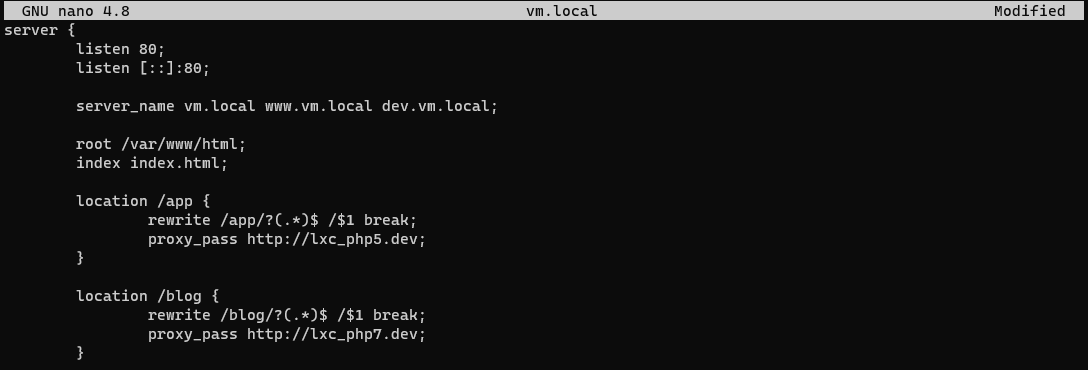 GNU nano 4.8 vm.local Modified
server {
        listen 80;
        listen [::]:80;

        server_name vm.local www.vm.local dev.vm.local;

        root /var/www/html;
        index index.html;

        location /app {
                rewrite /app/?(.*)$ /$1 break;
                proxy_pass http://lxc_php5.dev;
        }

        location /blog {
                rewrite /blog/?(.*)$ /$1 break;
                proxy_pass http://lxc_php7.dev;
        }